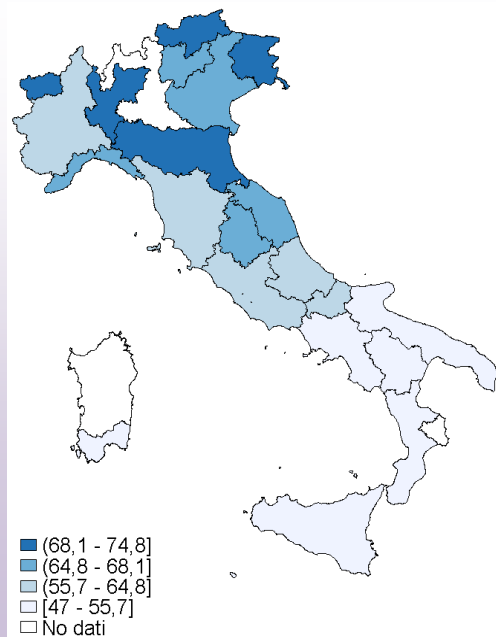 (68,1 - 74,8]
(64,8 - 68,1]
(55,7 - 64,8]
[47 - 55,7]
No dati